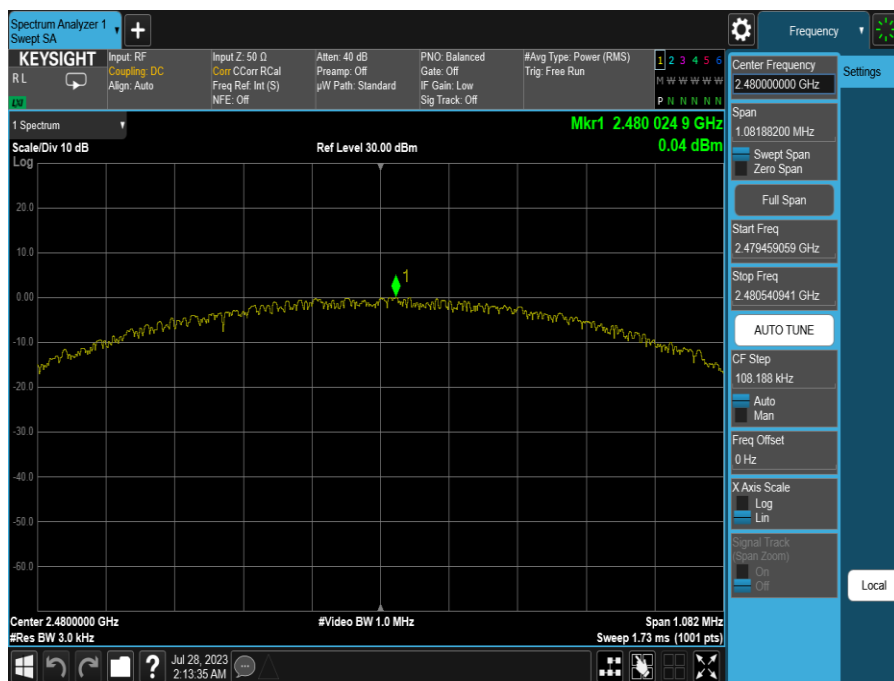 Spectrum Analyzer 1
Swept SA
Frequency
KEYSIGHT
R L
LXI
Input: RF
Coupling: DC
Align: Auto
Input Z: 50 Ω
Corr CCorr RCal
Freq Ref: Int (S)
NFE: Off
Atten: 40 dB
Preamp: Off
µW Path: Standard
PNO: Balanced
Gate: Off
IF Gain: Low
Sig Track: Off
#Avg Type: Power (RMS)
Trig: Free Run
1 2 3 4 5 6
M W W W W W
P N N N N N
Center Frequency
2.480000000 GHz
Settings
Span
1.08188200 MHz
Swept Span
Zero Span
Full Span
Start Freq
2.479459059 GHz
Stop Freq
2.480540941 GHz
AUTO TUNE
CF Step
108.188 kHz
Auto
Man
Freq Offset
0 Hz
X Axis Scale
Log
Lin
Signal Track
(Span Zoom)
On
Off
Local
1 Spectrum
Mkr1 2.480 024 9 GHz
Scale/Div 10 dB
Ref Level 30.00 dBm
0.04 dBm
Log
20.0
10.0
0.00
-10.0
-20.0
-30.0
-40.0
-50.0
-60.0
1
Center 2.4800000 GHz
#Video BW 1.0 MHz
Span 1.082 MHz
#Res BW 3.0 kHz
Sweep 1.73 ms (1001 pts)
?
Jul 28, 2023
2:13:35 AM